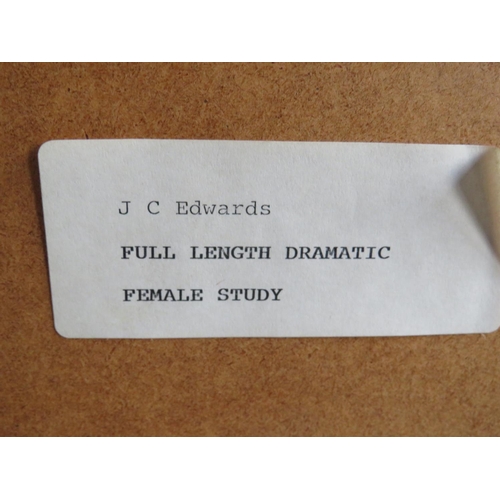 J C Edwards
FULL LENGTH DRAMATIC
FEMALE STUDY